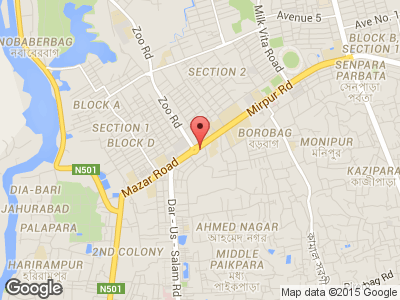 Avenue 5
Ave No.1
NOBABERBAG
নবাবেরবাগ
Zoo Rd
Milk Vita Road
BLOCK B,
SECTION 1
SENPARA
PARBATA
সেনপাড়া
পর্বতা
SECTION 2
BLOCK A
Zoo Rd
Mirpur Rd
SECTION 1
BLOCK D
BOROBAG
বড়বাগ
MONIPUR
মনিপুর
KAZIPARA
কাজীপাড়া
N501
Mazar Road
DIA-BARI
JAHURABAD
PALAPARA
Dar - Us - Salam Rd
AHMED NAGAR
আহমেদ নগর
2ND COLONY
HARIRAMPUR
হরিরামপুর
MIDDLE
PAIKPARA
মধ্য
পাইকপাড়া
কামাল সরণী
bag Rd
N501
Google
Map data ©2015 Google